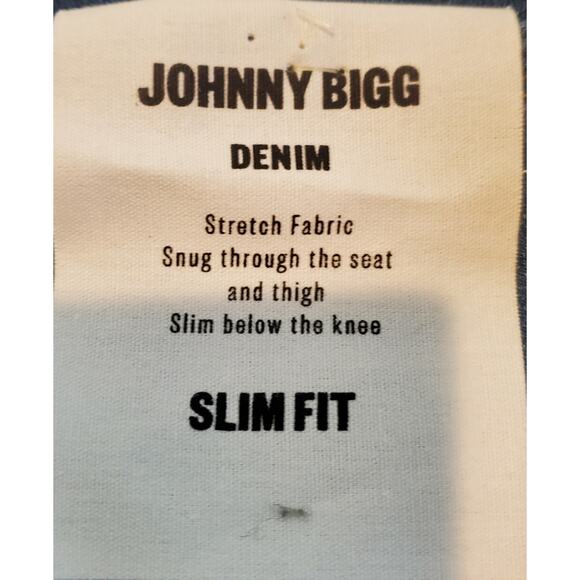 JOHNNY BIGG
DENIM
Stretch Fabric
Snug through the seat
and thigh
Slim below the knee
SLIM FIT